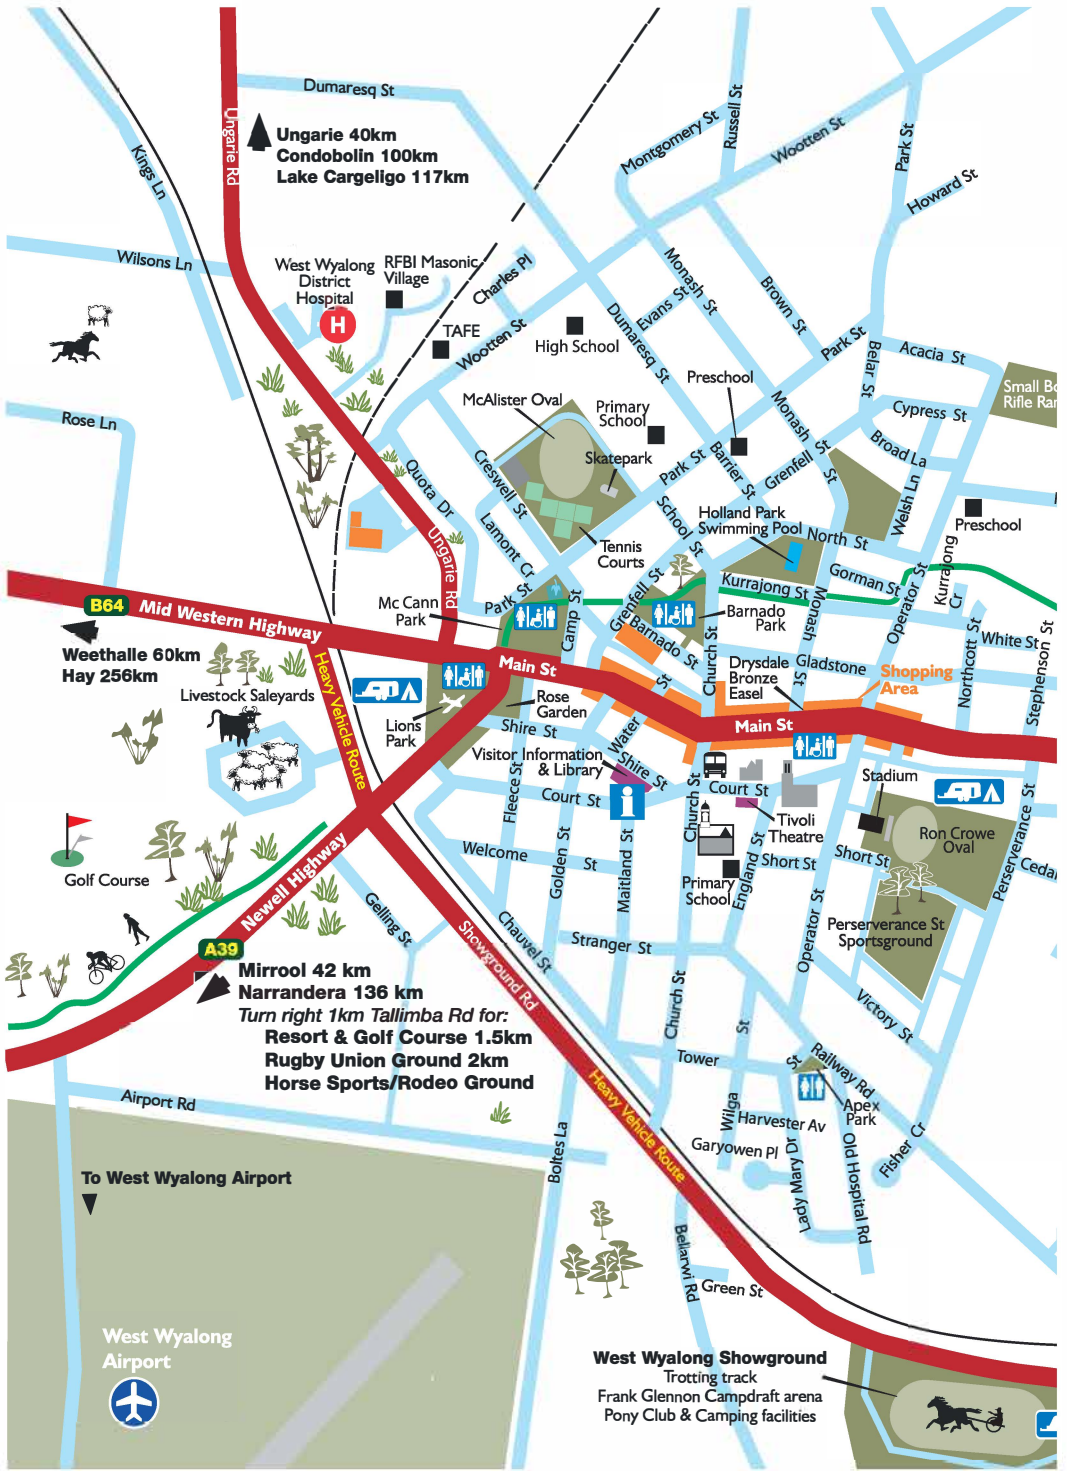 Dumaresq St
Ungarie Rd
Ungarie 40km
Condobolin 100km
Lake Cargeligo 117km
Kings Ln
Wilsons Ln
Montgomery St
Russell St
Wootten St
Park St
Howard St
West Wyalong
District
Hospital
H
RFBI Masonic
Village
Charles Pl
TAFE
Wootten St
High School
Monash St
Evans St
Dumaresq St
Brown St
Park St
Belar St
Acacia St
Small Bo
Rifle Ran
Preschool
McAlister Oval
Primary
School
Skatepark
Monash
St
Cypress St
Broad La
Grenfell St
Park St
Barrier St
Rose Ln
Quota Dr
Creswell St
Lamont Cr
School St
Welsh Ln
Holland Park
Swimming Pool
North St
Preschool
Tennis
Courts
Ungarie Rd
Kurrajong St
Gorman St
Kurrajong
Cr
Operator St
B64
Mid Western Highway
Mc Cann
Park
Park St
Camp St
Grenfell St
Barnado
Park
Monash
St
White St
Northcott St
Stephenson St
Weethalle 60km
Hay 256km
Main St
Barnado St
Church St
Drysdale
Bronze
Easel
Gladstone
Shopping
Area
Livestock Saleyards
Heavy Vehicle Route
Lions
Park
Rose
Garden
Shire St
Water
St
Main St
Visitor Information
& Library
Shire St
i
Court St
Fleece St
Church St
Court St
Tivoli
Theatre
Stadium
Ron Crowe
Oval
Perseverance St
Golf Course
Newell Highway
Welcome
St
Golden St
Maitland St
Primary
School
England St
Short St
Short St
Cedar
Perserverance St
Sportsground
Gelling St
Chauvel St
Showground Rd
Stranger St
Operator St
A39
Mirrool 42 km
Narrandera 136 km
Turn right 1km Tallimba Rd for:
Resort & Golf Course 1.5km
Rugby Union Ground 2km
Horse Sports/Rodeo Ground
Church St
St
Victory St
Tower
St
Railway Rd
Apex
Park
Heavy Vehicle Route
Airport Rd
Wilga
Harvester Av
Garyowen Pl
Lady Mary Dr
Old Hospital Rd
Fisher Cr
Boltes La
To West Wyalong Airport
Bellarwi Rd
Green St
West Wyalong
Airport
West Wyalong Showground
Trotting track
Frank Glennon Campdraft arena
Pony Club & Camping facilities